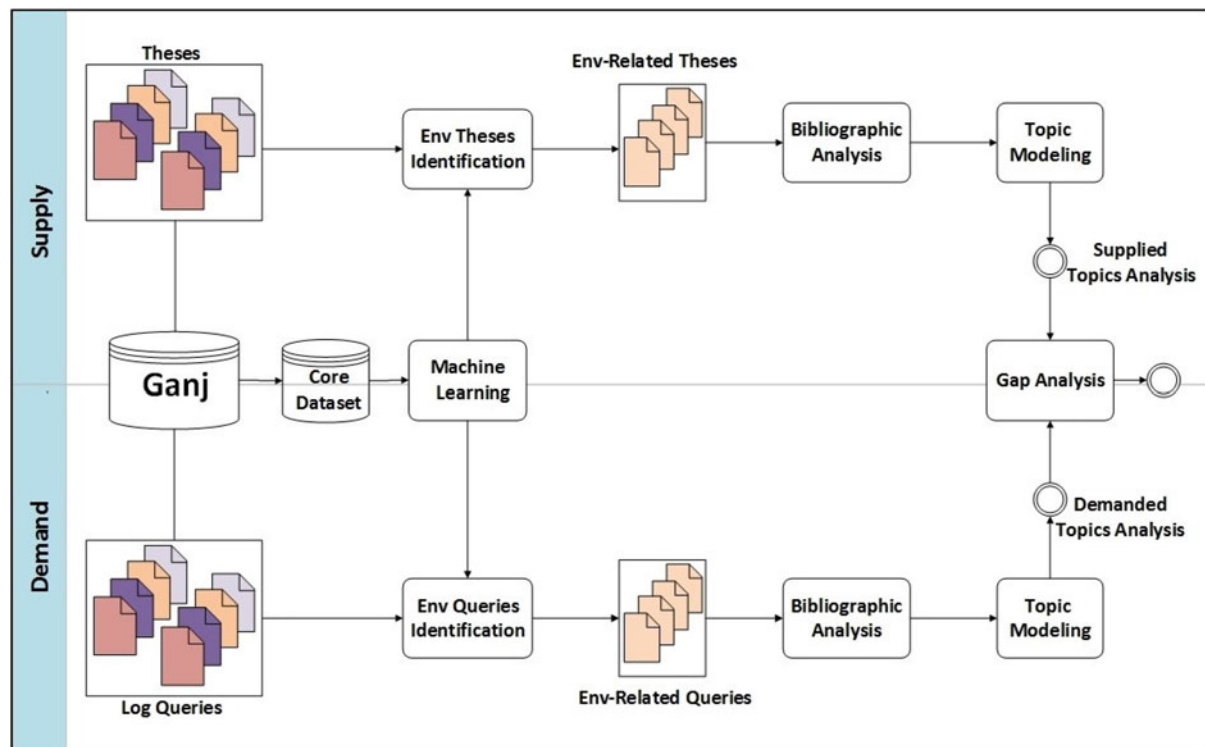 Supply
Theses
Env Theses
Identification
Env-Related Theses
Bibliographic
Analysis
Topic
Modeling
Supplied
Topics Analysis
Ganj
Core
Dataset
Machine
Learning
Gap Analysis
Demand
Log Queries
Env Queries
Identification
Env-Related Queries
Bibliographic
Analysis
Topic
Modeling
Demanded
Topics Analysis